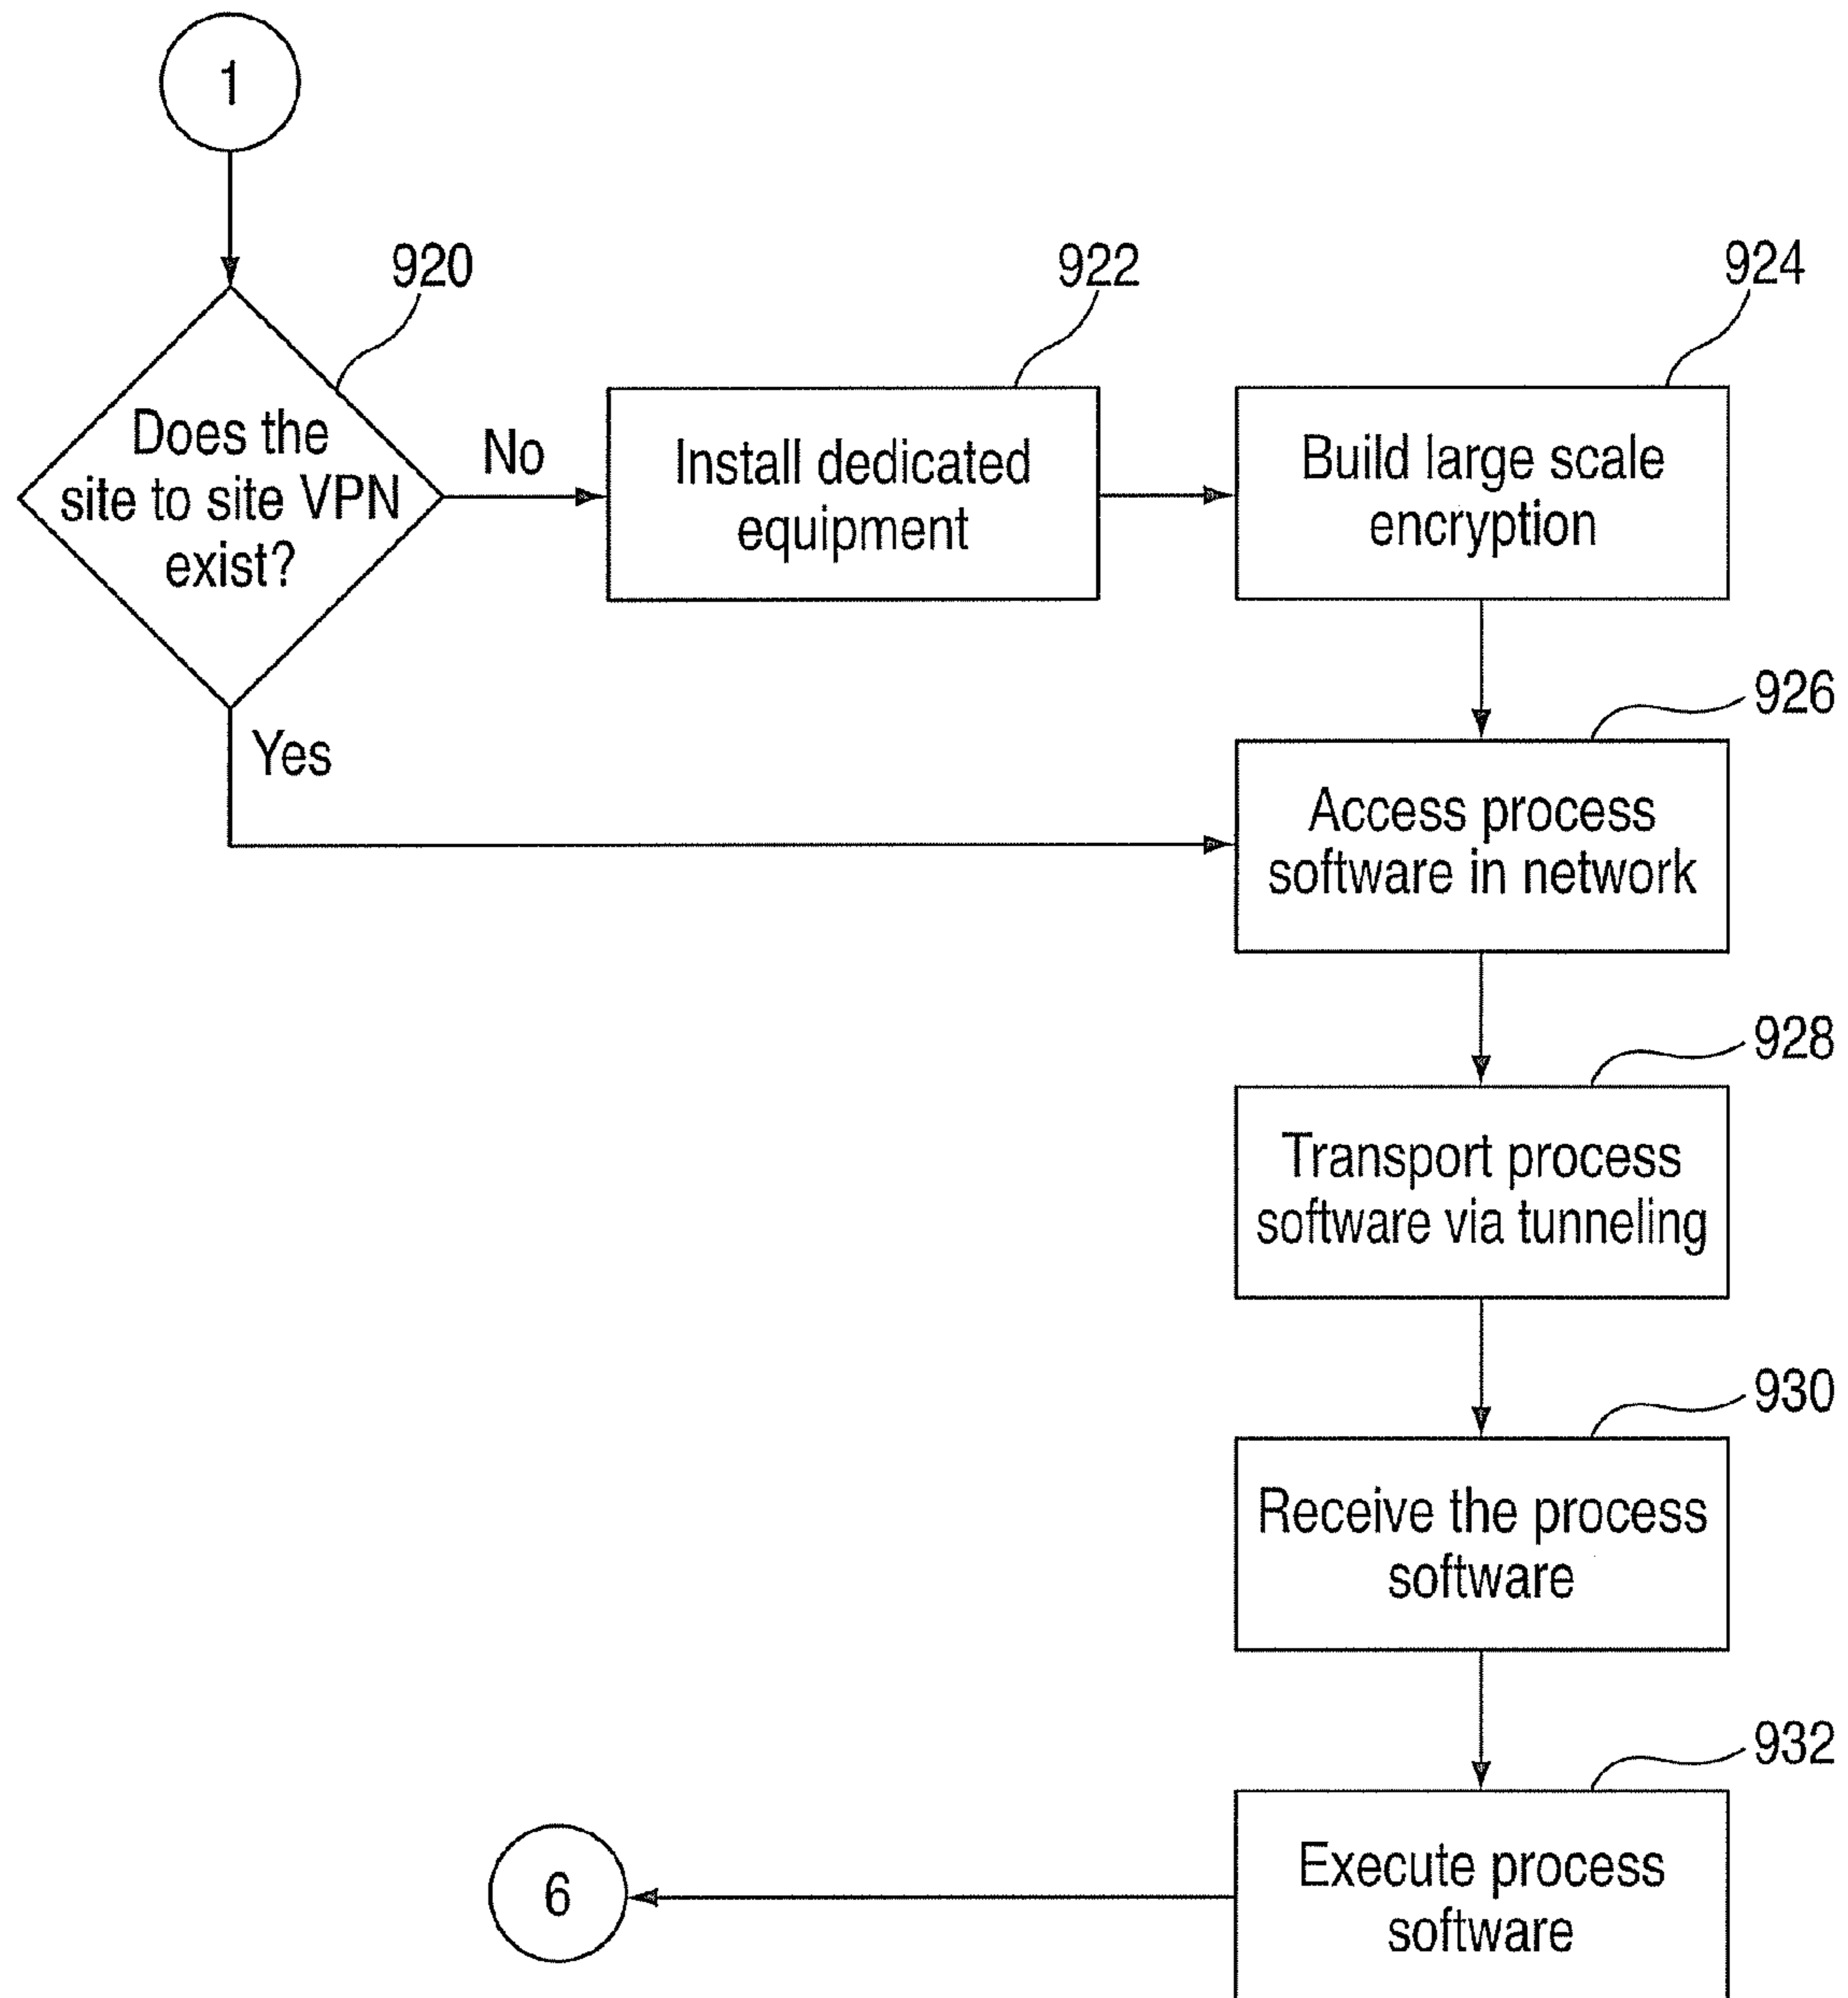 1
920
922
924
Does the
site to site VPN
exist?
No
Install dedicated
equipment
Build large scale
encryption
Yes
926
Access process
software in network
928
Transport process
software via tunneling
930
Receive the process
software
932
Execute process
software
6